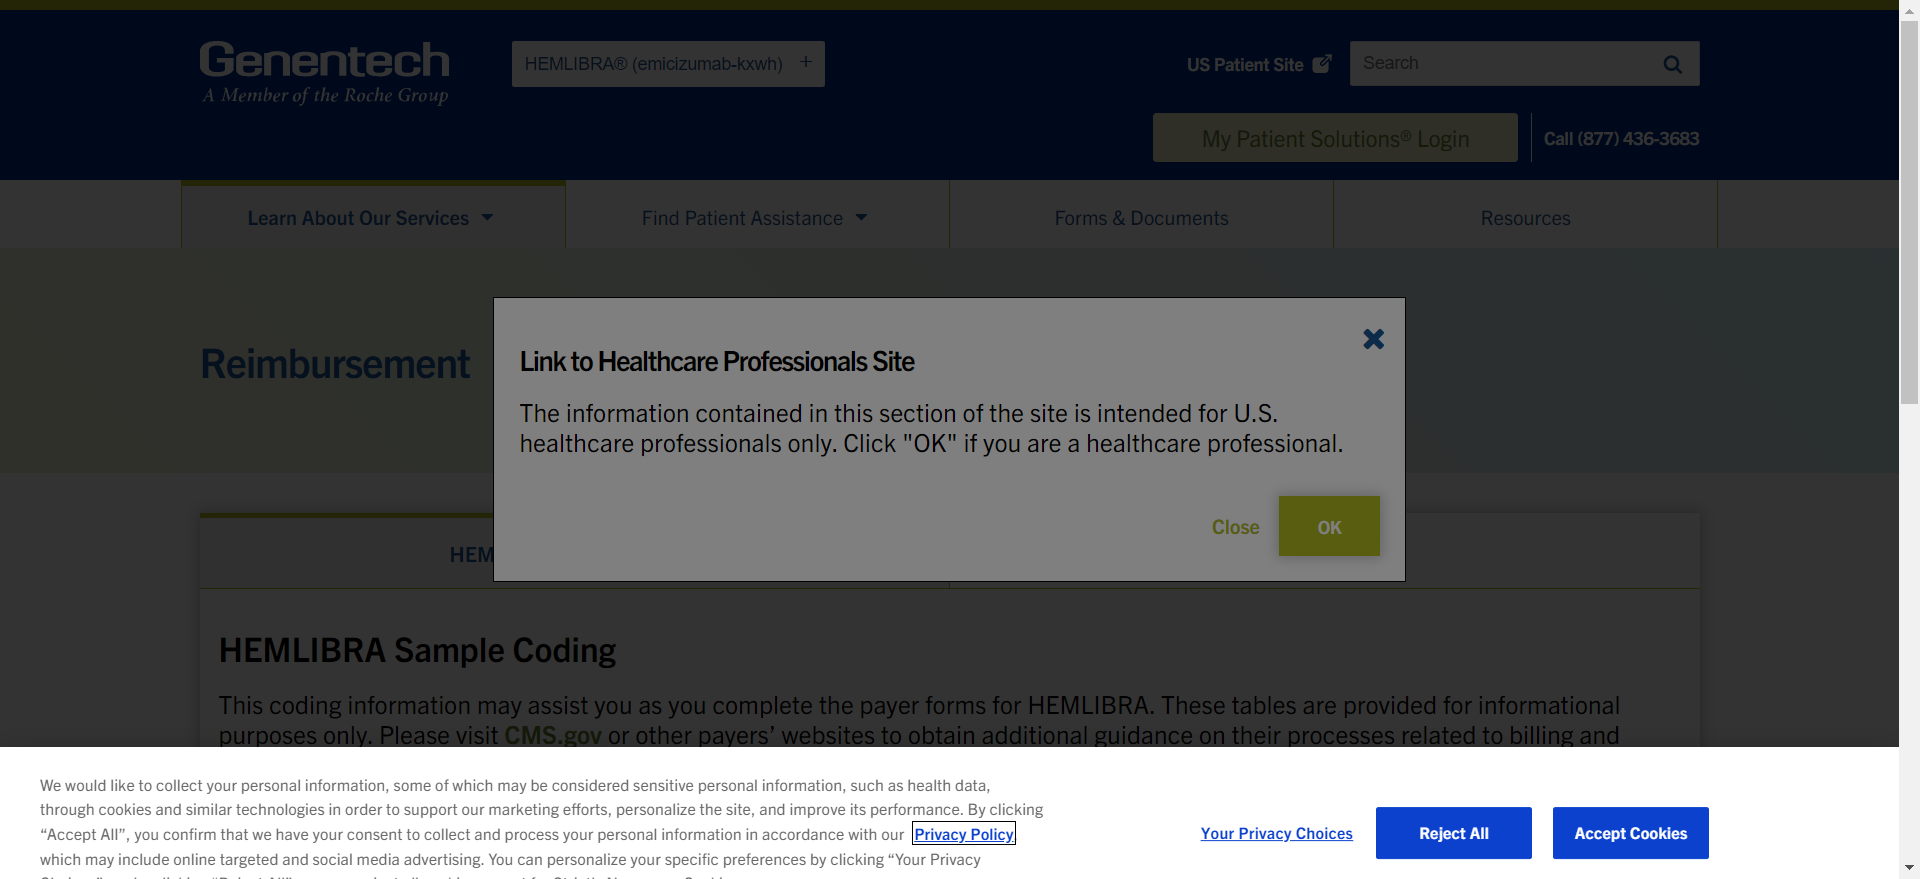 Genentech
A Member of the Roche Group
HEMLIBRA® (emicizumab-kxwh) +
US Patient Site
Search
My Patient Solutions® Login
Call (877) 436-3683
Learn About Our Services
Find Patient Assistance
Forms & Documents
Resources
Reimbursement
Link to Healthcare Professionals Site
The information contained in this section of the site is intended for U.S.
healthcare professionals only. Click "OK" if you are a healthcare professional.
Close
OK
HEM
HEMLIBRA Sample Coding
This coding information may assist you as you complete the payer forms for HEMLIBRA. These tables are provided for informational
purposes only. Please visit CMS.gov or other payers’ websites to obtain additional guidance on their processes related to billing and
We would like to collect your personal information, some of which may be considered sensitive personal information, such as health data,
through cookies and similar technologies in order to support our marketing efforts, personalize the site, and improve its performance. By clicking
“Accept All”, you confirm that we have your consent to collect and process your personal information in accordance with our Privacy Policy
which may include online targeted and social media advertising. You can personalize your specific preferences by clicking “Your Privacy
Your Privacy Choices
Reject All
Accept Cookies